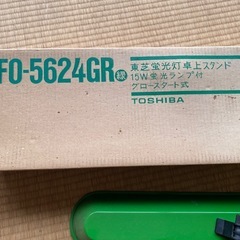 FO-5624GR 緑
東芝蛍光灯卓上スタンド
15W蛍光ランプ付
グロースタート式
TOSHIBA